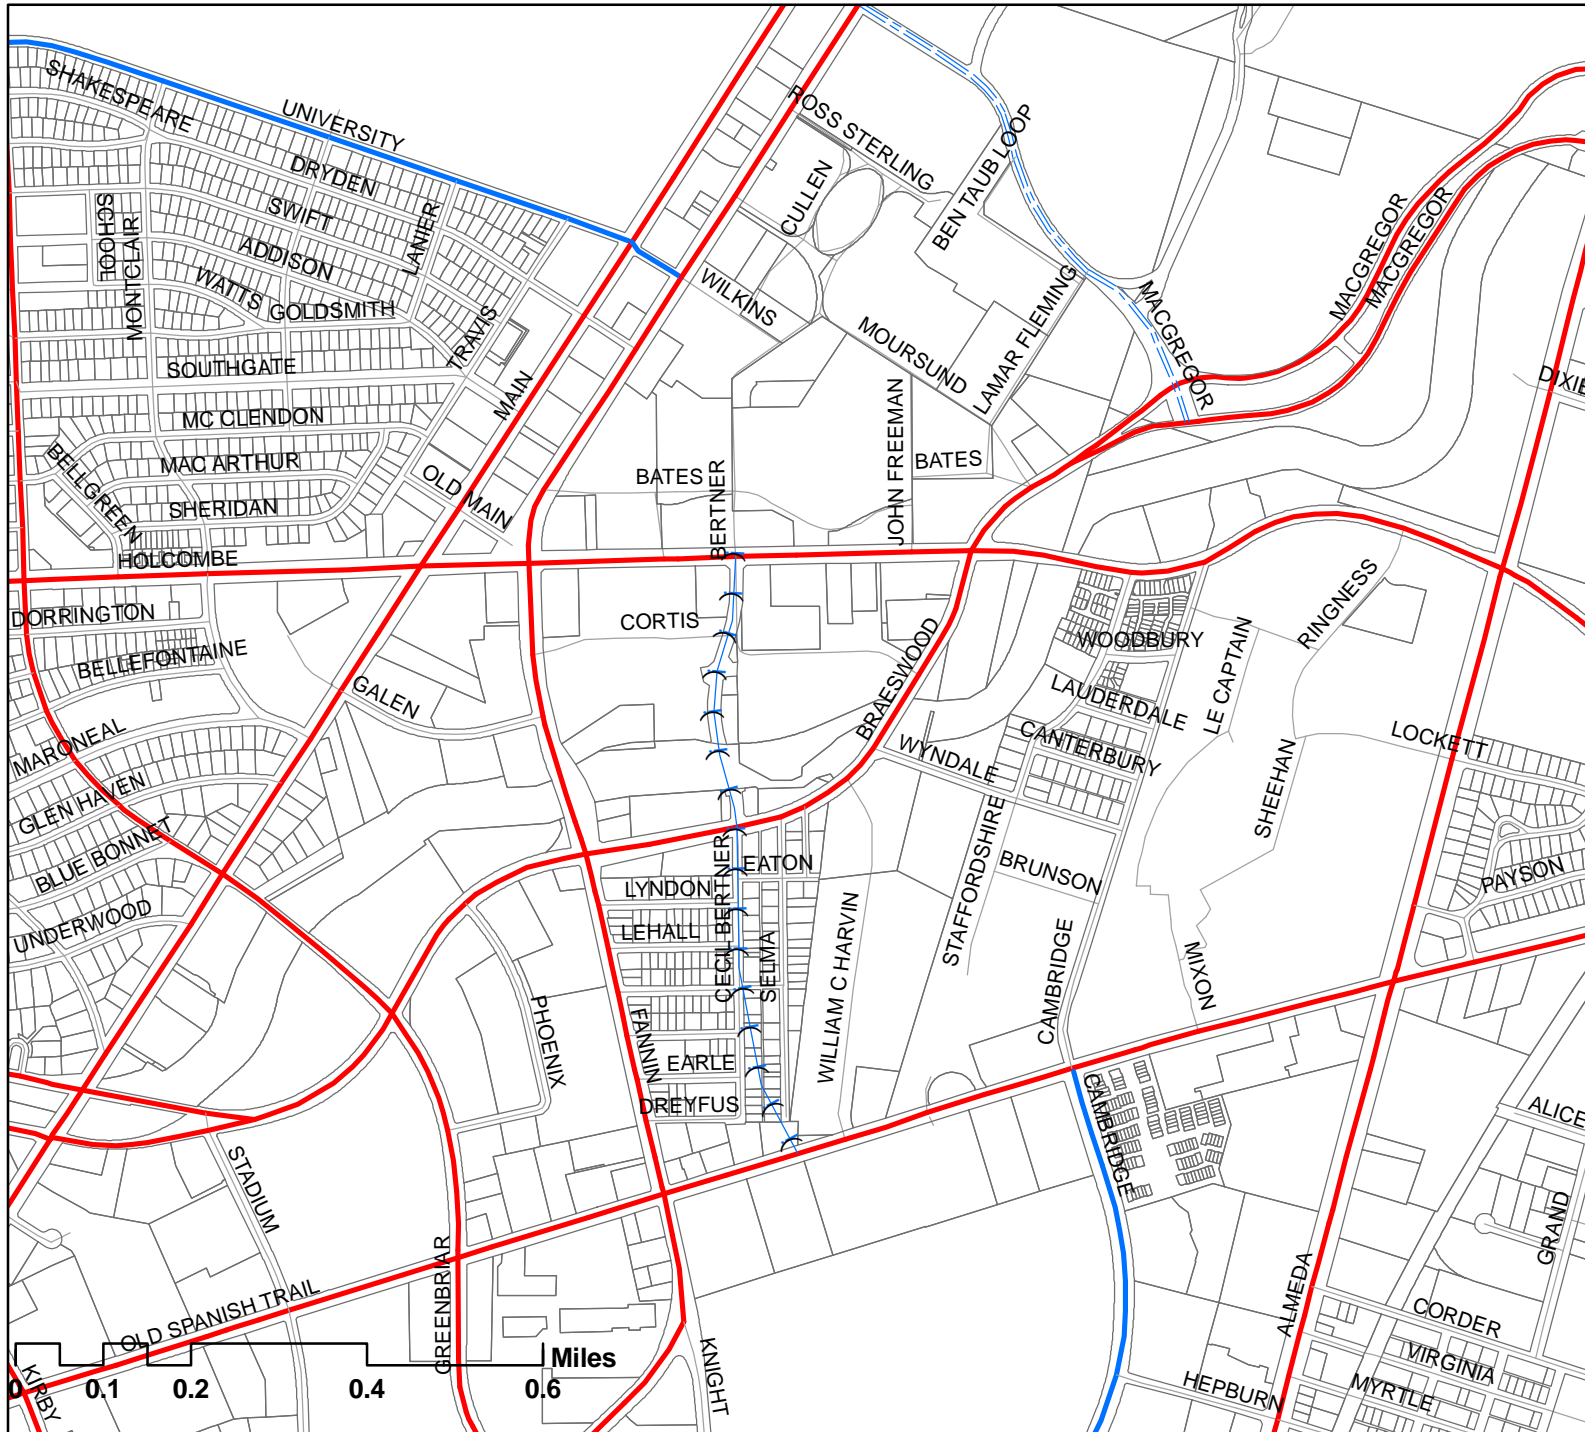 SHAKESPEARE
UNIVERSITY
ROSS STERLING
BEN TAUB LOOP
DRYDEN
CULLEN
SCHOOL
SWIFT
LANIER
MACGREGOR
MACGREGOR
MONTCLAIR
ADDISON
WATTS
GOLDSMITH
WILKINS
LAMAR FLEMING
MACGREGOR
TRAVIS
MOURSUND
SOUTHGATE
MAIN
DIXIE
MC CLENDON
JOHN FREEMAN
BELLGREEN
MAC ARTHUR
OLD MAIN
BATES
BERTNER
BATES
SHERIDAN
HOLCOMBE
DORRINGTON
CORTIS
RINGNESS
WOODBURY
BELLEFONTAINE
LE CAPTAIN
BRAESWOOD
GALEN
LAUDERDALE
MARONEAL
WYNDALE
CANTERBURY
LOCKETT
GLEN HAVEN
SHEEHAN
BLUE BONNET
STAFFORDSHIRE
EATON
BRUNSON
PAYSON
LYNDON
CECIL BERTNER
UNDERWOOD
LEHALL
SELMA
WILLIAM C HARVIN
CAMBRIDGE
MIXON
PHOENIX
FANNIN
EARLE
DREYFUS
CAMBRIDGE
ALICE
STADIUM
GRAND
GREENBRIAR
OLD SPANISH TRAIL
ALMEDA
CORDER
KNIGHT
VIRGINIA
KIRBY
HEPBURN
MYRTLE
Miles
0 0.1 0.2 0.4 0.6